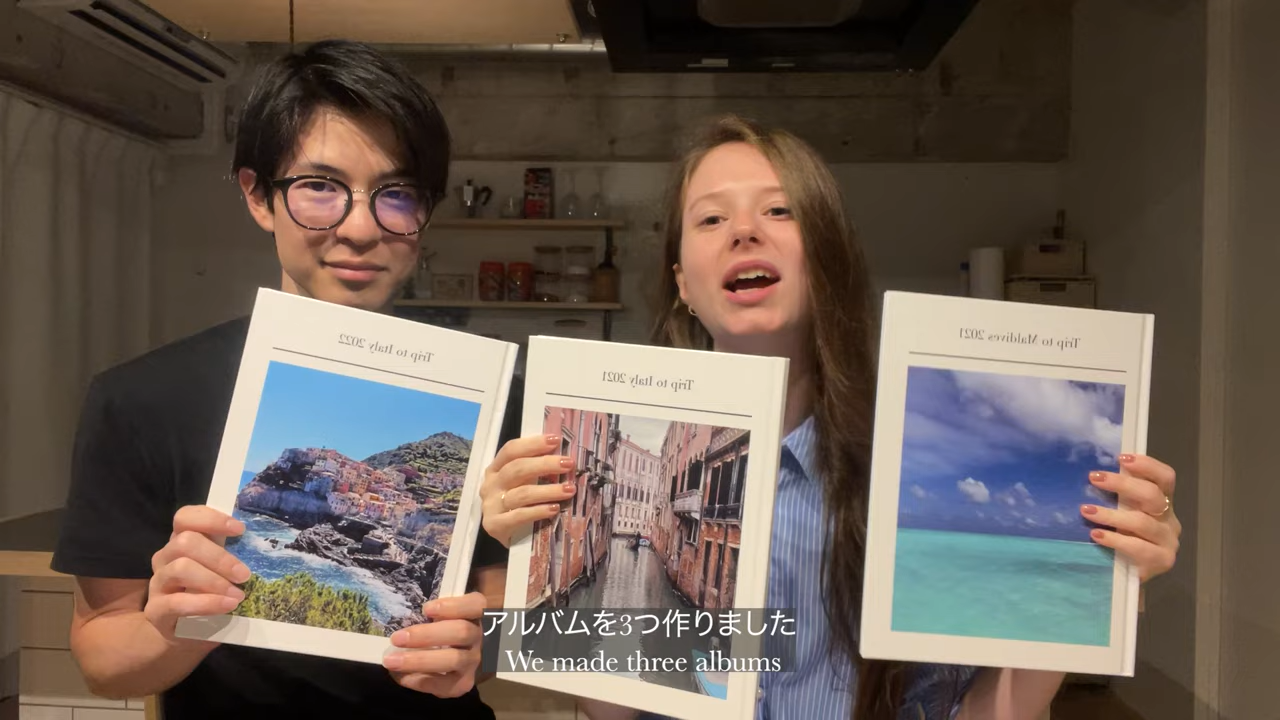 Trip to Italy 2022
Trip to Italy 2021
Trip to Maldives 2021
アルバムを3つ作りました
We made three albums